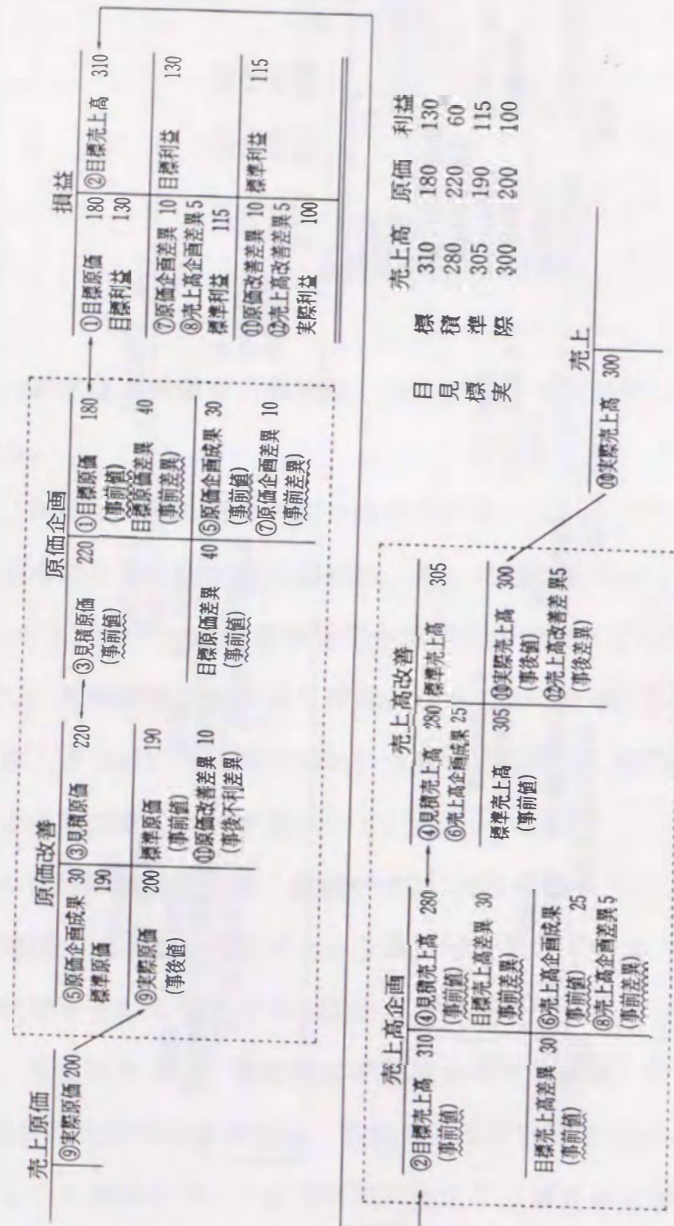 売上原価
⑨実際原価 200
原価改善
⑤原価企画成果 30 ③見積原価 220
標準原価 190
⑨実際原価 200 標準原価 190
(事後値) (事前値)
⑪原価改善差異 10
(事後不利差異)
原価企画
③見積原価 220 ①目標原価 180
(事前値) (事前値)
目標原価差異 40
(事前差異)
目標原価差異 40 ⑤原価企画成果 30
(事前値) (事前値)
⑦原価企画差異 10
(事前差異)
損益
①目標原価 180 ②目標売上高 310
目標利益 130
⑦原価企画差異 10 目標利益 130
⑧売上高企画差異 5
標準利益 115
⑪原価改善差異 10 標準利益 115
⑫売上高改善差異 5
実際利益 100
売上高企画
②目標売上高 310 ④見積売上高 280
(事前値) (事前値)
目標売上高差異 30
(事前差異)
目標売上高差異 30 ⑥売上高企画成果 25
(事前値) (事前値)
⑧売上高企画差異 5
(事前差異)
売上高改善
④見積売上高 280 標準売上高 305
⑥売上高企画成果 25
標準売上高 305 ⑩実際売上高 300
(事前値) (事後値)
⑫売上高改善差異5
(事後差異)
売上
⑩実際売上高 300
売上高 原価 利益
目標 310 180 130
見積 280 220 60
標準 305 190 115
実際 300 200 100